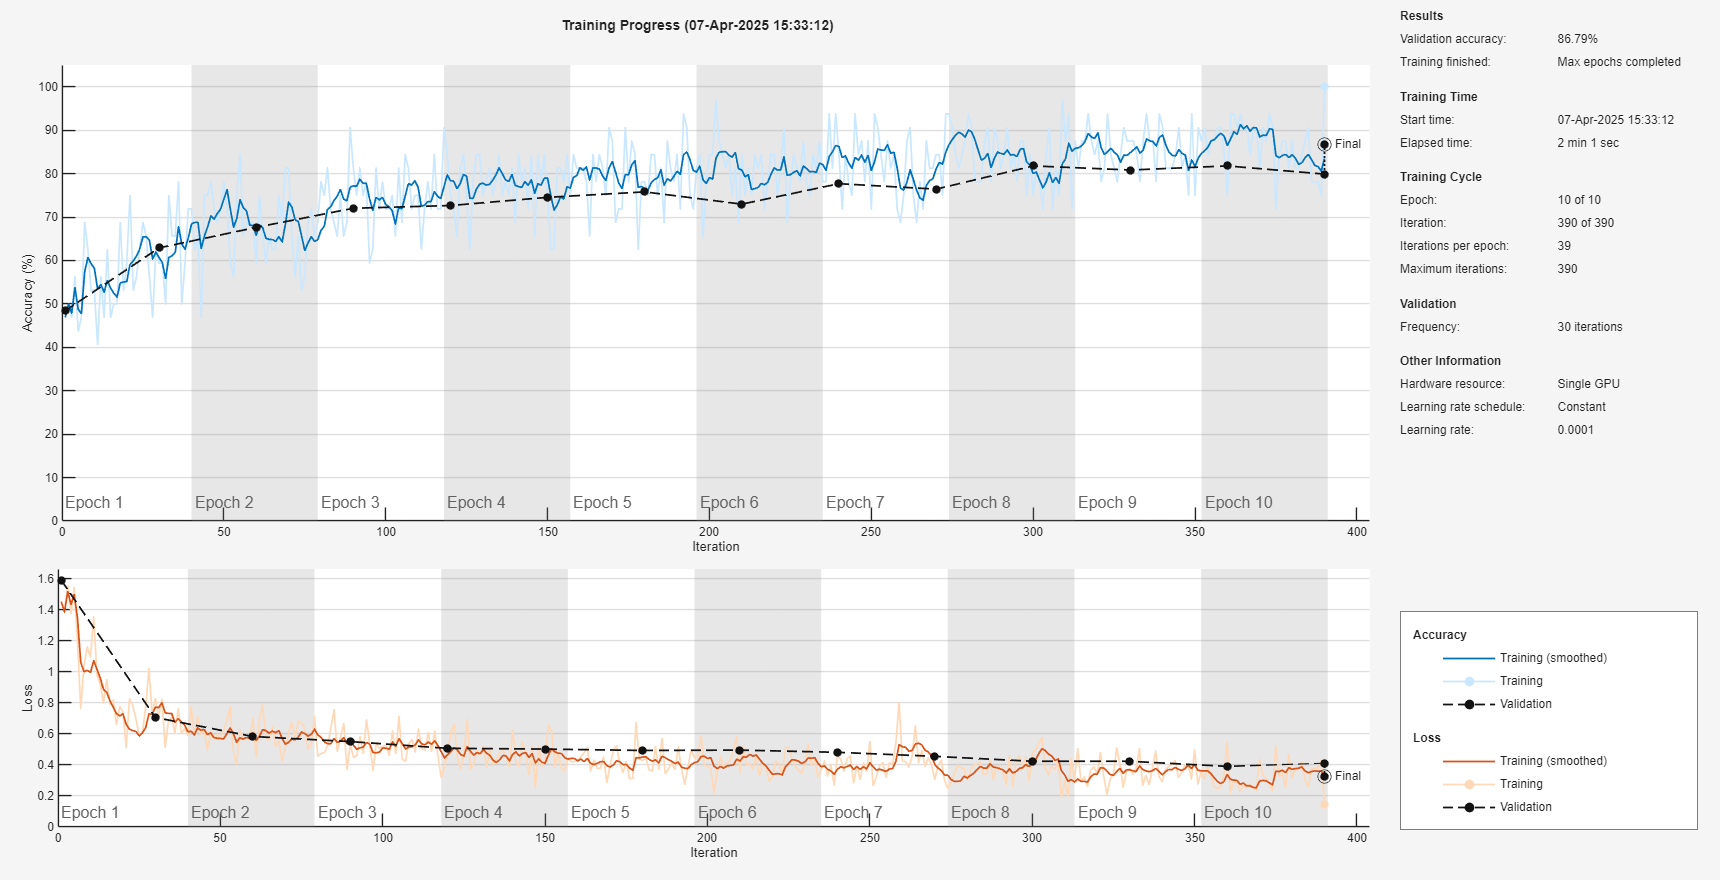 Training Progress (07-Apr-2025 15:33:12)
100
90
80
70
60
50
40
30
20
10
0
Accuracy (%)
Final
Epoch 1 Epoch 2 Epoch 3 Epoch 4 Epoch 5 Epoch 6 Epoch 7 Epoch 8 Epoch 9 Epoch 10
0 50 100 150 200 250 300 350 400
Iteration
1.6
1.4
1.2
1
0.8
0.6
0.4
0.2
0
Loss
Final
Epoch 1 Epoch 2 Epoch 3 Epoch 4 Epoch 5 Epoch 6 Epoch 7 Epoch 8 Epoch 9 Epoch 10
0 50 100 150 200 250 300 350 400
Iteration
Results
Validation accuracy: 86.79%
Training finished: Max epochs completed
Training Time
Start time: 07-Apr-2025 15:33:12
Elapsed time: 2 min 1 sec
Training Cycle
Epoch: 10 of 10
Iteration: 390 of 390
Iterations per epoch: 39
Maximum iterations: 390
Validation
Frequency: 30 iterations
Other Information
Hardware resource: Single GPU
Learning rate schedule: Constant
Learning rate: 0.0001
Accuracy
Training (smoothed)
Training
Validation
Loss
Training (smoothed)
Training
Validation